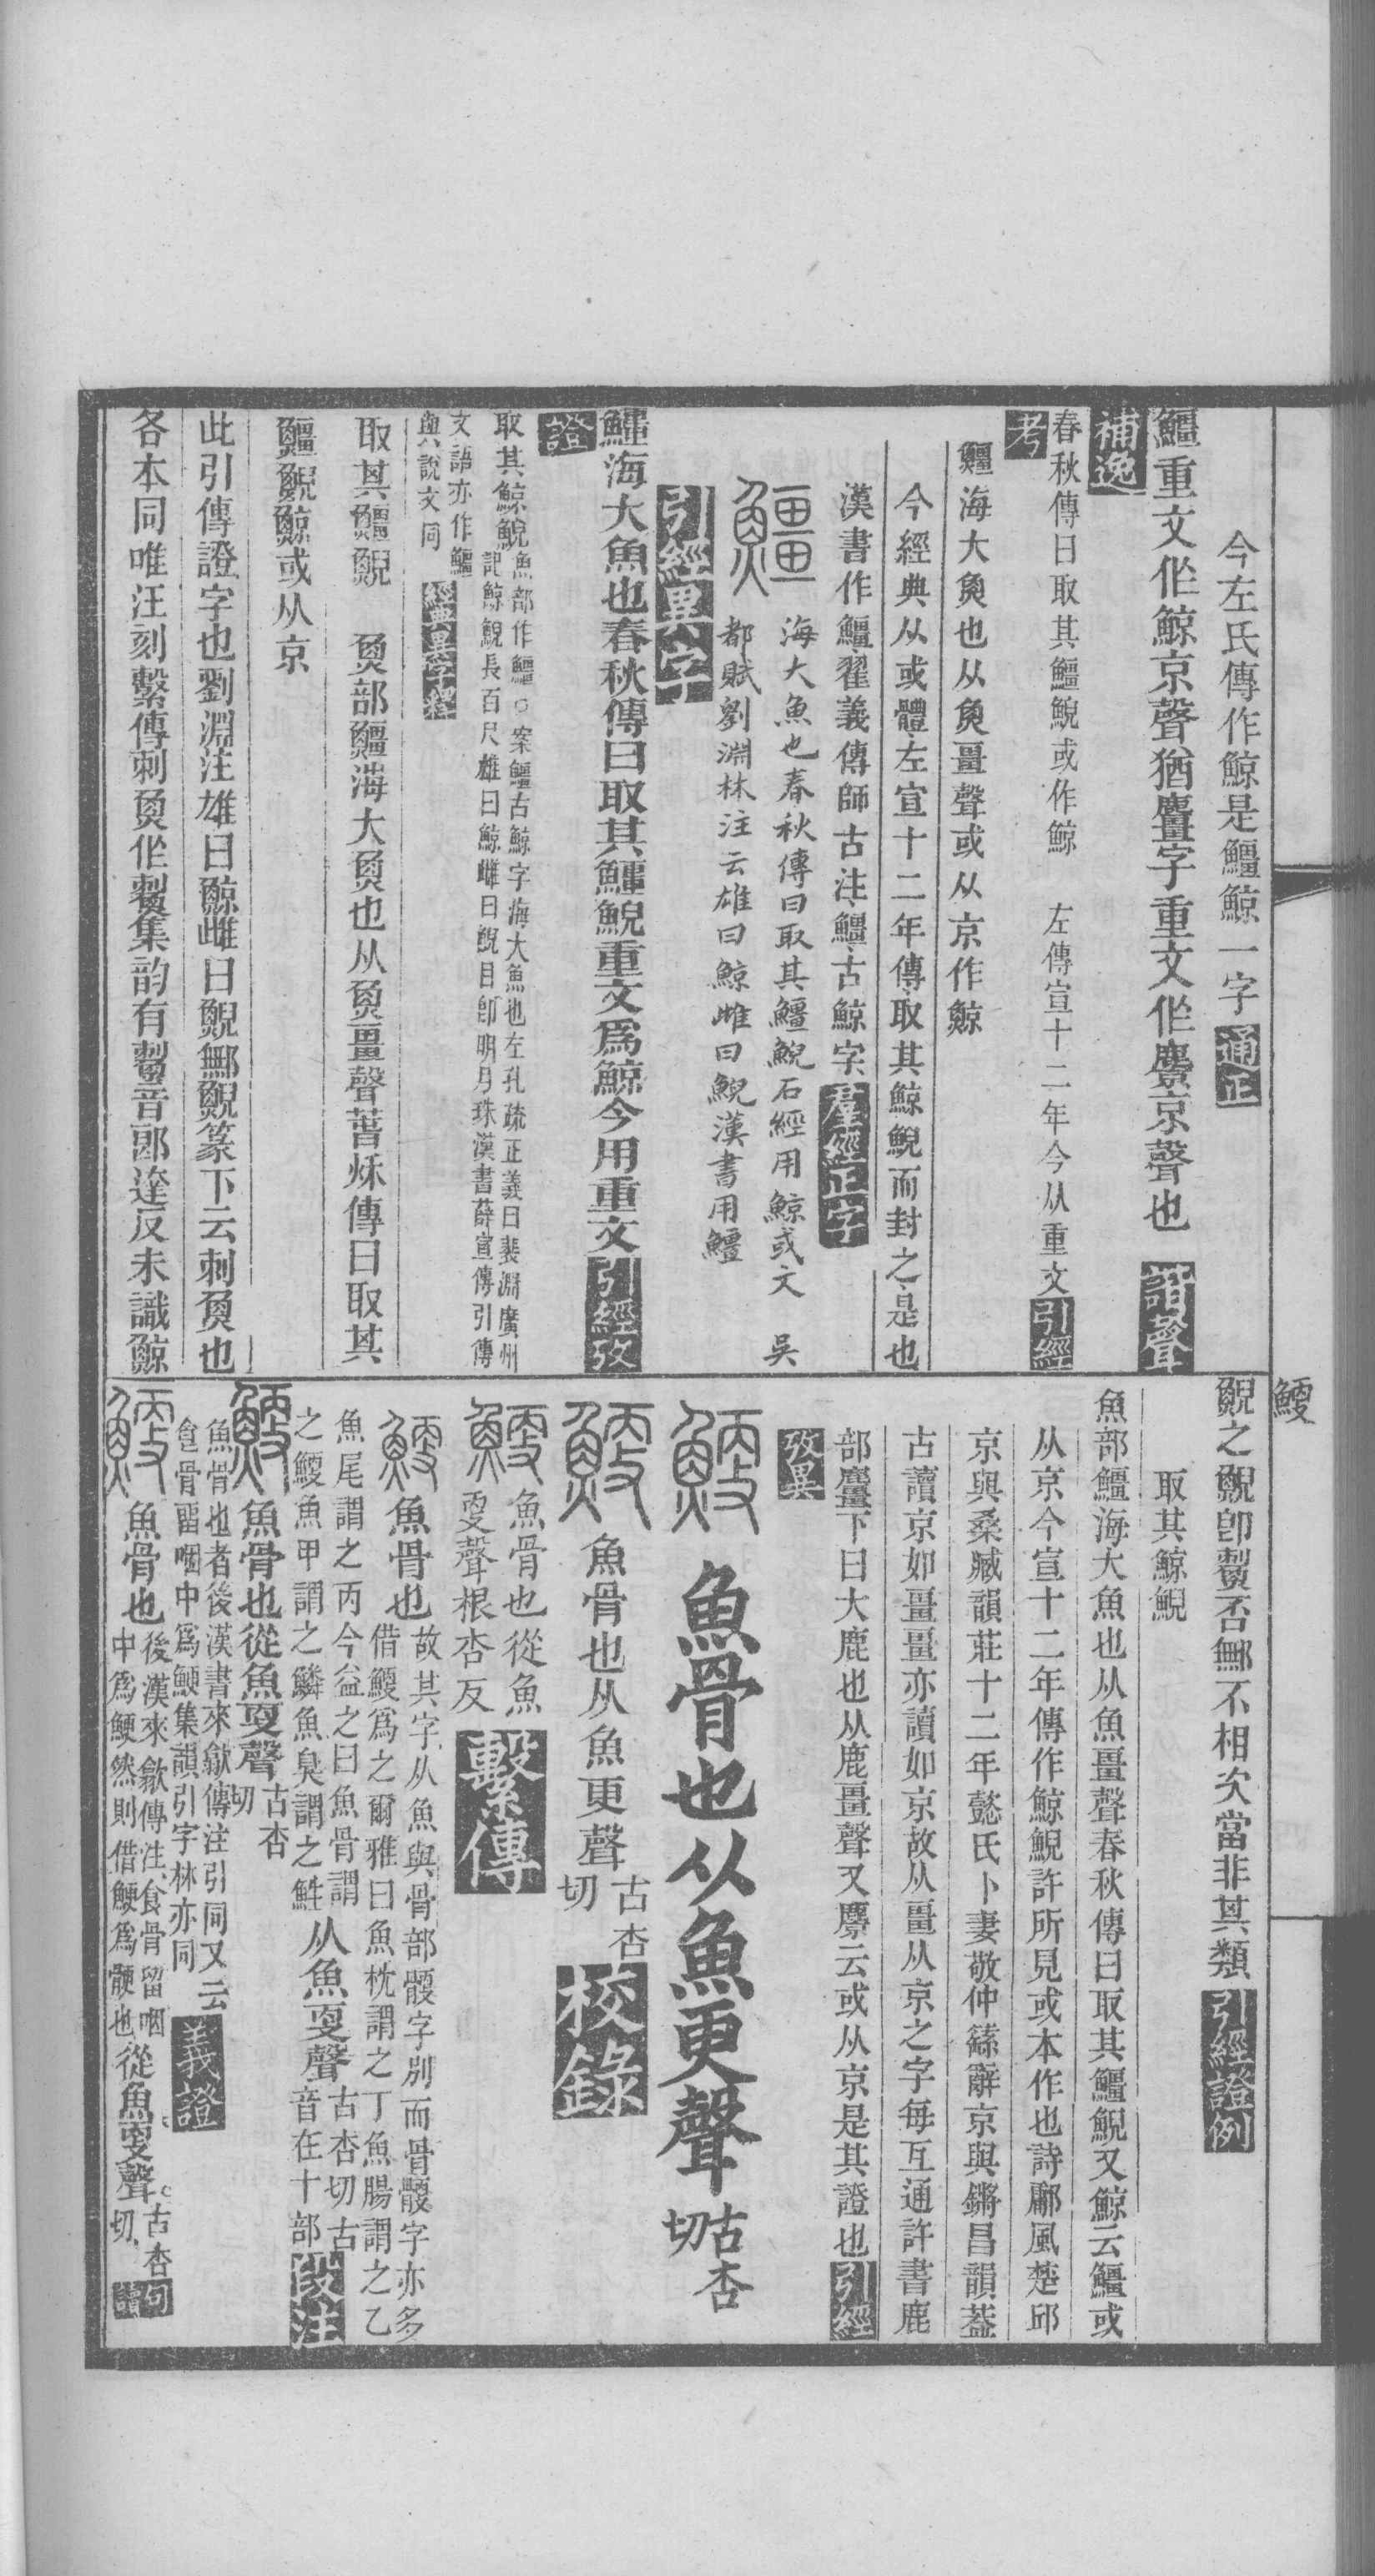 今左氏傳作鯨是鱷鯨一字 通正
鱷重文作鯨京聲猶麠字重文作麖京聲也 諧聲
補逸
春秋傳曰取其鱷鯢或作鯨 左傳宣十二年今从重文 引經
考
鱷海大魚也从魚畺聲或从京作鯨
今經典从或體左宣十二年傳取其鯨鯢而封之是也
漢書作鱷翟義傳師古注鱷古鯨字 羣經正字
海大魚也春秋傳曰取其鱷鯢石經用鯨或文 吳
都賦劉淵林注云雄曰鯨雌曰鯢漢書用鱷
引經異字
鱷海大魚也春秋傳曰取其鱷鯢重文爲鯨今用重文 引經攷
證
取其鯨鯢
魚部作鱷○案鱷古鯨字海大魚也左孔疏正義曰裴淵廣州
記鯨鯢長百尺雄曰鯨雌曰鯢目卽明月珠漢書薛宣傳引傳
文語亦作鱷
與說文同 經典異字釋
取其鱷鯢 魚部鱷海大魚也从魚畺聲萅秌傳曰取其
鱷鯢鯨或从京
此引傳證字也劉淵注雄曰鯨雌曰鯢鄦鯢篆下云刺魚也
各本同唯汪刻繫傳刺魚作䱥集韵有䱥音郎達反未識鯨
鯁
鯢之鯢卽䱥否鄦不相次當非其類 引經證例
取其鯨鯢
魚部鱷海大魚也从魚畺聲春秋傳曰取其鱷鯢又鯨云鱷或
从京今宣十二年傳作鯨鯢許所見或本作也詩鄘風楚邱
京與桑臧韻莊十二年懿氏卜妻敬仲繇辭京與鏘昌韻蓋
古讀京如畺畺亦讀如京故从畺从京之字每互通許書鹿
部麠下曰大鹿也从鹿畺聲又麖云或从京是其證也 引經
攷異
魚骨也从魚更聲 古杏切
魚骨也从魚更聲 古杏切 校錄
魚骨也從魚
㪅聲根杏反 繫傳
魚骨也
故其字从魚與骨部骾字別而骨骾字亦多
借鯁爲之爾雅曰魚枕謂之丁魚腸謂之乙
魚尾謂之丙今益之曰魚骨謂
之鯁魚甲謂之鱗魚臭謂之鮏 从魚㪅聲 古杏切古
音在十部 段注
魚骨也從魚㪅聲 古杏切
魚骨也者後漢書來歙傳注引同又云
食骨留咽中爲鯁集韻引字林亦同 義證
魚骨也
後漢來歙傳注食骨留咽
中爲鯁然則借鯁爲骾也 從魚㪅聲 古杏切 句讀